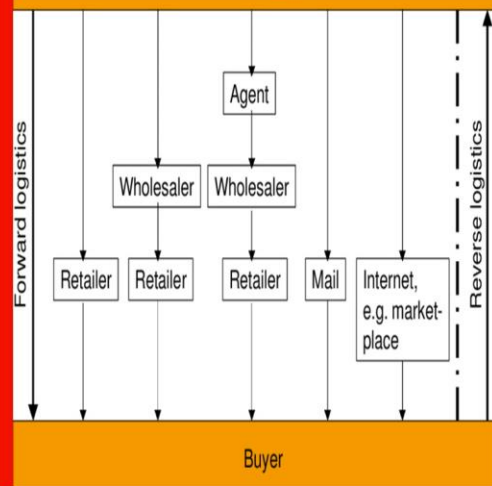 Forward logistics
Agent
Wholesaler Wholesaler
Retailer Retailer Retailer Mail Internet,
e.g. market-
place
Reverse logistics
Buyer